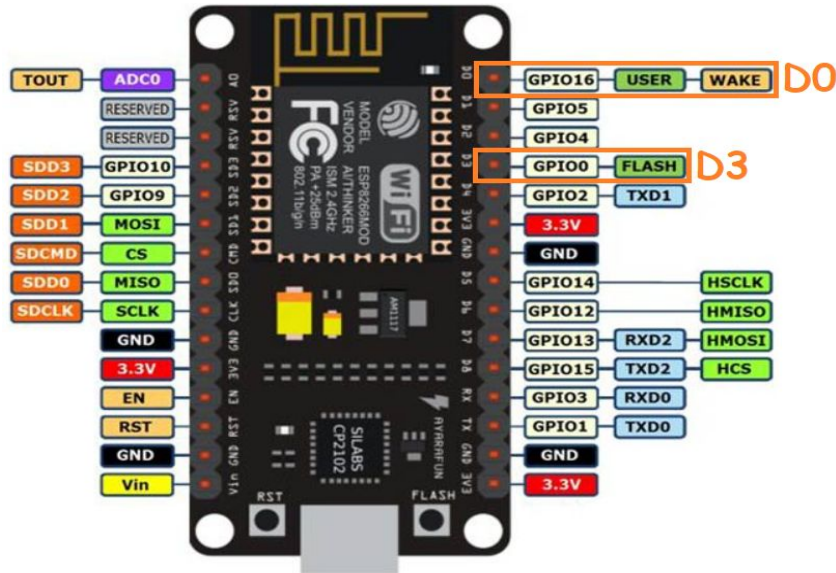 TOUT ADC0 A0 D0 GPIO16 USER WAKE D0
RESERVED RSV D1 GPIO5
RESERVED RSV D2 GPIO4
SDD3 GPIO10 SD3 D3 GPIO0 FLASH D3
SDD2 GPIO9 SD2 D4 GPIO2 TXD1
SDD1 MOSI SD1 3V3 3.3V
SDCMD CS CMD GND GND
SDD0 MISO SD0 D5 GPIO14 HSCLK
SDCLK SCLK CLK D6 GPIO12 HMISO
GND GND D7 GPIO13 RXD2 HMOSI
3.3V 3V3 D8 GPIO15 TXD2 HCS
EN EN RX GPIO3 RXD0
RST RST TX GPIO1 TXD0
GND GND GND GND
Vin Vin 3V3 3.3V
MODEL ESP8266MOD
VENDOR AI/THINKER
ISM 2.4GHz
PA +25dBm
802.11b/g/n
FC
WiFi
AM1117
SILABS
CP2102
AYARAFUN
RST FLASH